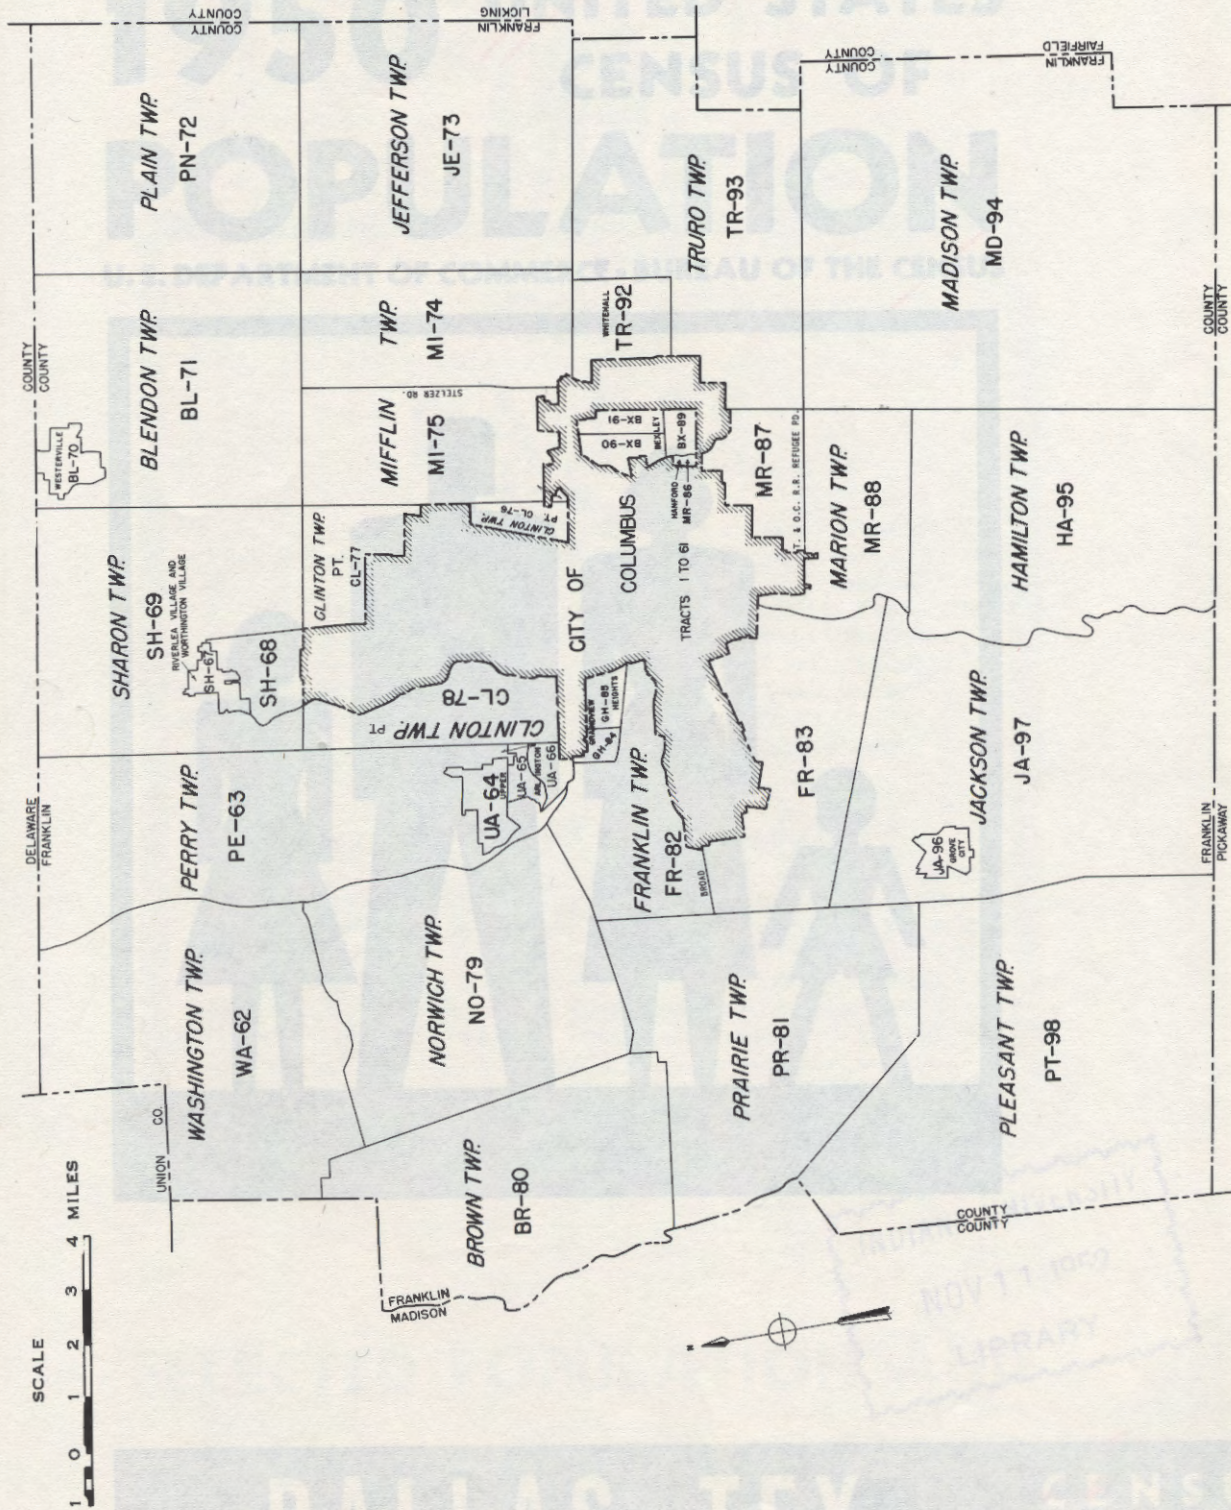 SCALE
1 0 1 2 3 4 MILES
UNION CO.
DELAWARE COUNTY
FRANKLIN COUNTY
LICKING COUNTY
FRANKLIN COUNTY
FAIRFIELD COUNTY
FRANKLIN COUNTY
FRANKLIN COUNTY
PICKAWAY COUNTY
FRANKLIN COUNTY
MADISON COUNTY
WASHINGTON TWP.
WA-62
PERRY TWP.
PE-63
SHARON TWP.
SH-69
RIVERLEA VILLAGE AND
WORTHINGTON VILLAGE
SH-67
SH-68
WESTERVILLE
BL-70
BLENDON TWP.
BL-71
PLAIN TWP.
PN-72
JEFFERSON TWP.
JE-73
MIFFLIN TWP.
MI-75
MI-74
STELZER RD.
CLINTON TWP.
PT.
CL-77
CLINTON TWP.
PT. CL-76
CLINTON TWP. PT.
CL-78
UA-64
UPPER
UA-65
ARLINGTON
UA-66
NORWICH TWP.
NO-79
BROWN TWP.
BR-80
PRAIRIE TWP.
PR-81
FRANKLIN TWP.
FR-82
BROAD
FR-83
GRANDVIEW
GH-84
GH-85
HEIGHTS
CITY OF
COLUMBUS
TRACTS 1 TO 61
HANFORD
MR-86
BX-90
BX-91
BEXLEY
BX-89
WHITEHALL
TR-92
TRURO TWP.
TR-93
MR-87
T. & O.C. R.R. REFUGEE RD.
MARION TWP.
MR-88
MADISON TWP.
MD-94
HAMILTON TWP.
HA-95
JACKSON TWP.
JA-97
JA-96
GROVE
CITY
PLEASANT TWP.
PT-98
1950 UNITED STATES
CENSUS OF
POPULATION
U. S. DEPARTMENT OF COMMERCE • BUREAU OF THE CENSUS
INDIANA UNIVERSITY
NOV 11
LIBRARY
DALLAS, TEX.